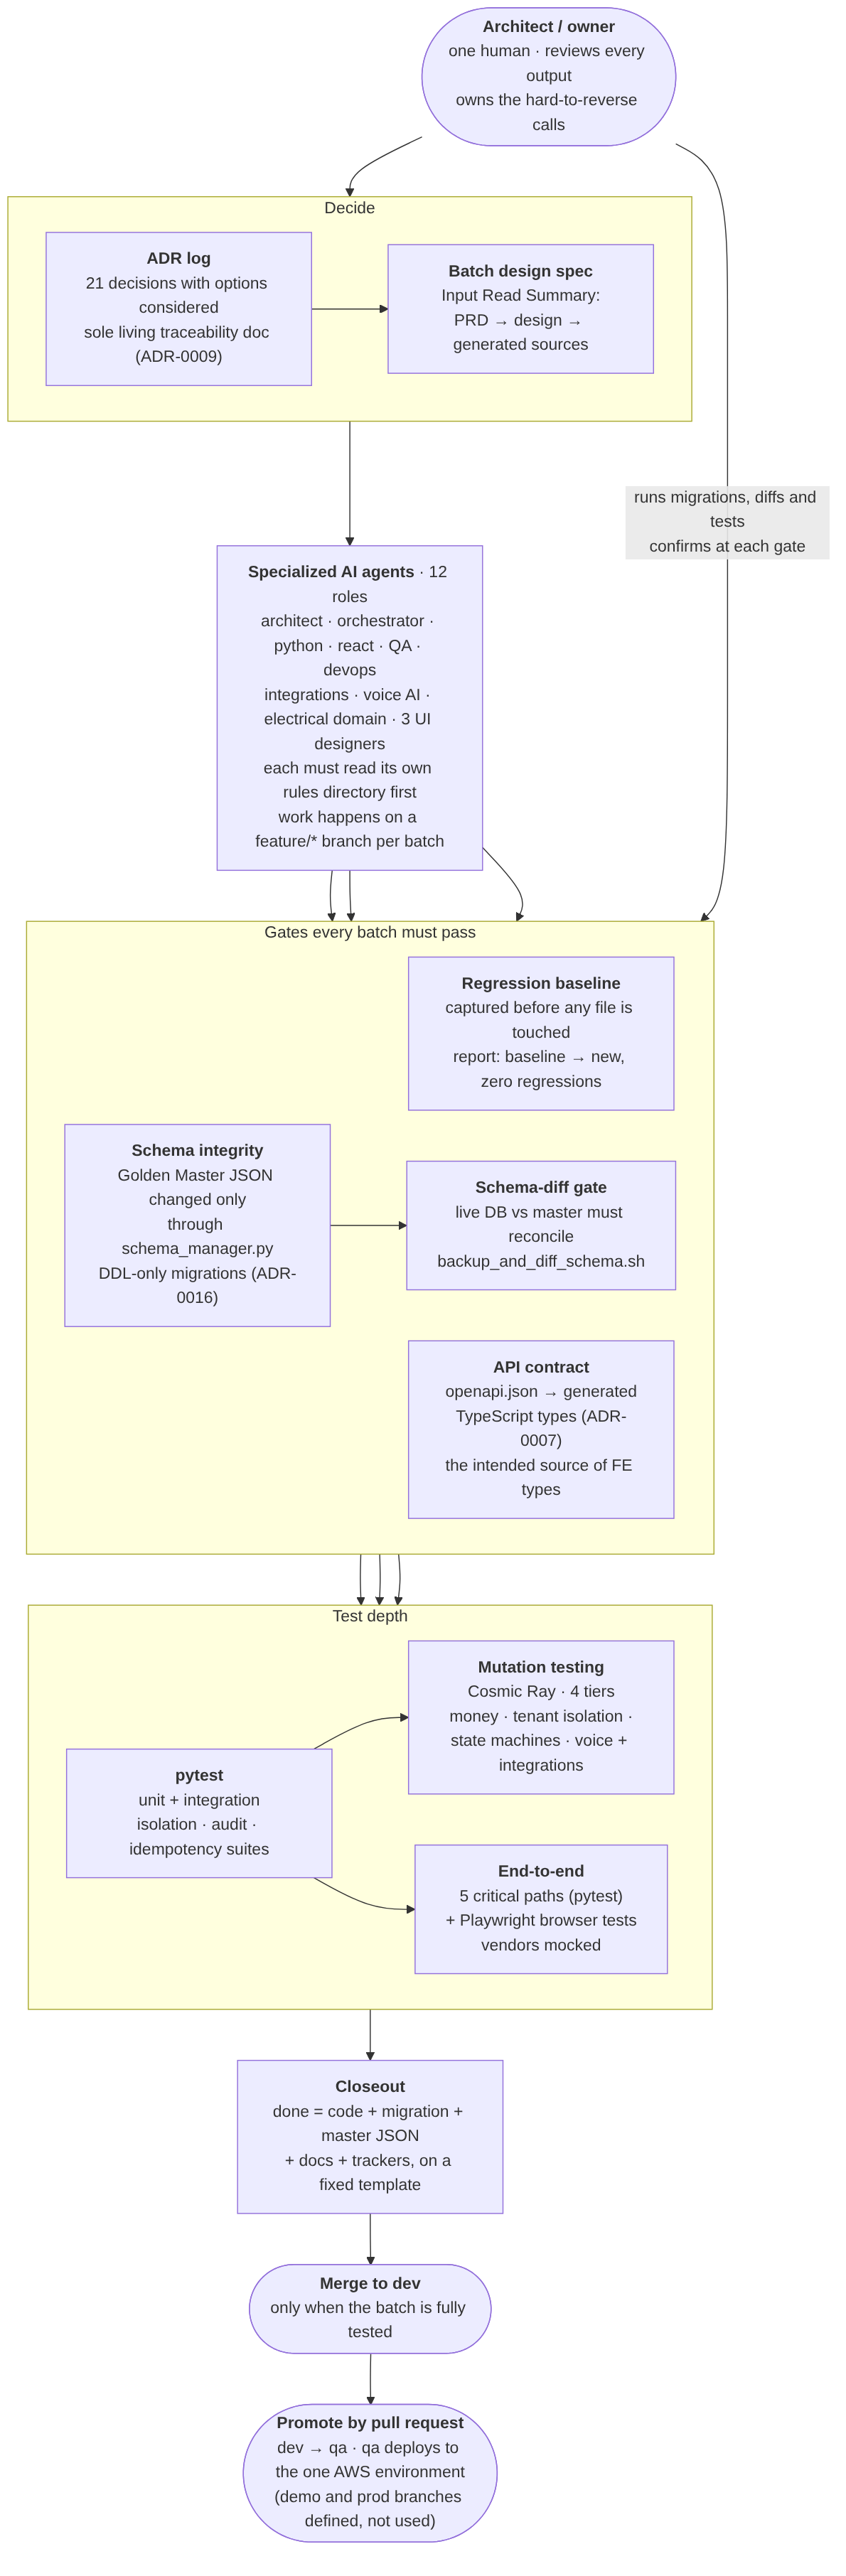 Architect / owner
one human · reviews every
output
owns the hard-to-reverse
calls
Decide
ADR log
21 decisions with options
considered
sole living traceability doc
(ADR-0009)
Batch design spec
Input Read Summary:
PRD → design →
generated sources
runs migrations, diffs and
tests
confirms at each gate
Specialized AI agents · 12
roles
architect · orchestrator ·
python · react · QA ·
devops
integrations · voice AI ·
electrical domain · 3 UI
designers
each must read its own
rules directory first
work happens on a
feature/* branch per batch
Gates every batch must pass
Regression baseline
captured before any file is
touched
report: baseline → new,
zero regressions
Schema integrity
Golden Master JSON
changed only
through
schema_manager.py
DDL-only migrations (ADR-
0016)
Schema-diff gate
live DB vs master must
reconcile
backup_and_diff_schema.sh
API contract
openapi.json → generated
TypeScript types (ADR-
0007)
the intended source of FE
types
Test depth
Mutation testing
Cosmic Ray · 4 tiers
money · tenant isolation ·
state machines · voice +
integrations
pytest
unit + integration
isolation · audit ·
idempotency suites
End-to-end
5 critical paths (pytest)
+ Playwright browser tests
vendors mocked
Closeout
done = code + migration +
master JSON
+ docs + trackers, on a
fixed template
Merge to dev
only when the batch is fully
tested
Promote by pull request
dev → qa · qa deploys to
the one AWS environment
(demo and prod branches
defined, not used)